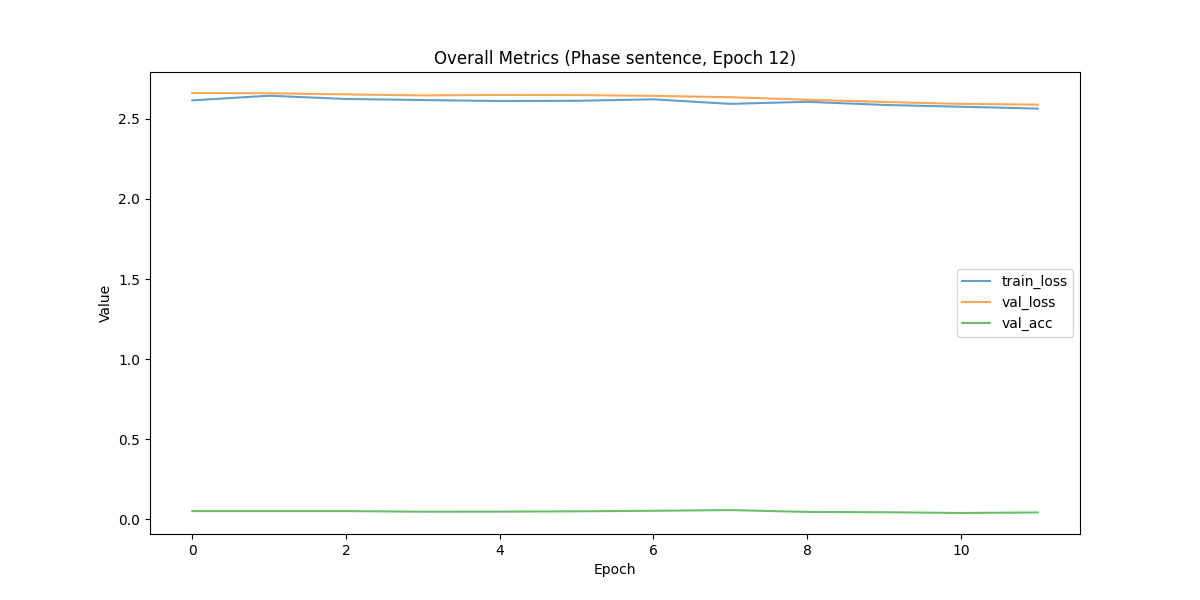 Overall Metrics (Phase sentence, Epoch 12)
2.5
2.0
1.5
1.0
0.5
0.0
Value
train_loss
val_loss
val_acc
0 2 4 6 8 10
Epoch